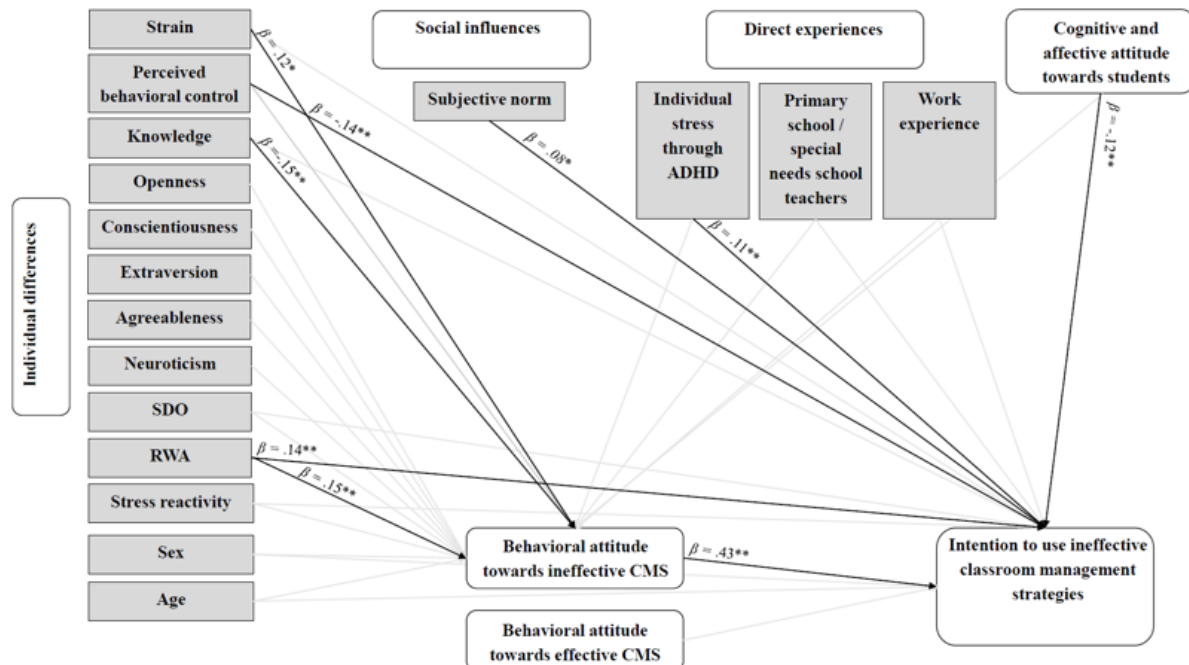 Strain
Perceived
behavioral control
Knowledge
Openness
Conscientiousness
Extraversion
Agreeableness
Neuroticism
SDO
RWA
Stress reactivity
Sex
Age
Individual differences
Social influences
Subjective norm
Direct experiences
Individual
stress
through
ADHD
Primary
school /
special
needs school
teachers
Work
experience
Cognitive and
affective attitude
towards students
β = .12*
β = -.14**
β =-.15**
β = .08*
β = .11**
β = -.12**
β = .14**
β = .15**
β = .43**
Behavioral attitude
towards ineffective CMS
Behavioral attitude
towards effective CMS
Intention to use ineffective
classroom management
strategies